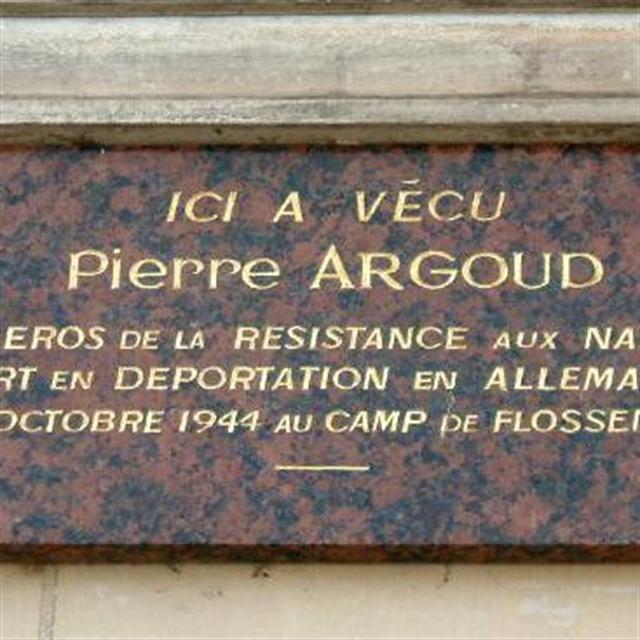 ICI A VÉCU
Pierre ARGOUD
EROS DE LA RESISTANCE AUX NA
RT EN DEPORTATION EN ALLEMA
OCTOBRE 1944 AU CAMP DE FLOSSEN